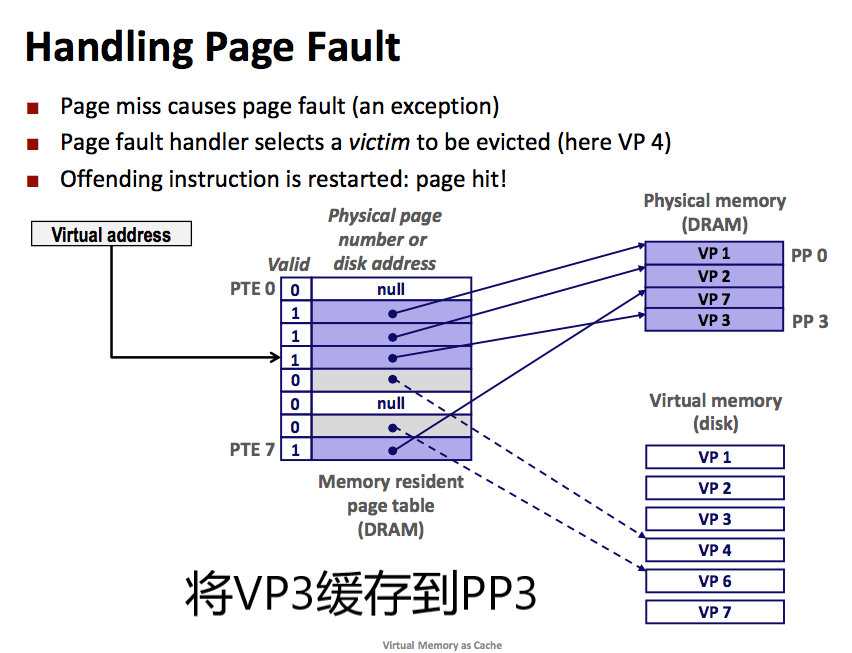 Handling Page Fault
Page miss causes page fault (an exception)
Page fault handler selects a victim to be evicted (here VP 4)
Offending instruction is restarted: page hit!
Virtual address
Physical page
number or
disk address
Valid
PTE 0
0
null
1
1
1
0
0
null
0
PTE 7
1
Memory resident
page table
(DRAM)
Physical memory
(DRAM)
VP 1
PP 0
VP 2
VP 7
VP 3
PP 3
Virtual memory
(disk)
VP 1
VP 2
VP 3
VP 4
VP 6
VP 7
将VP3缓存到PP3
Virtual Memory as Cache